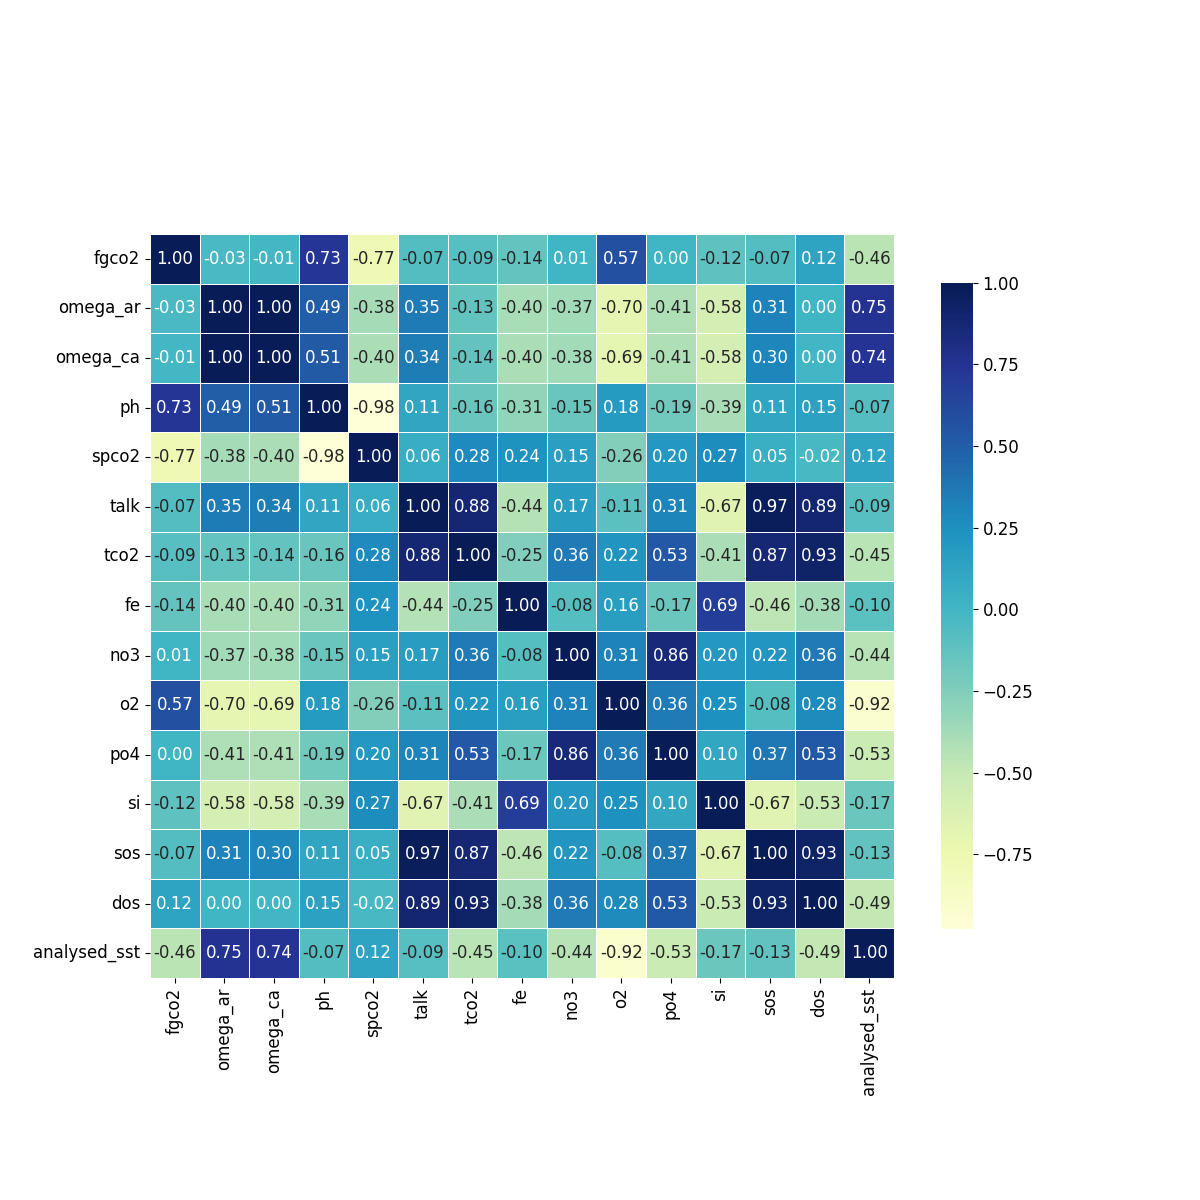 fgco2 1.00 -0.03 -0.01 0.73 -0.77 -0.07 -0.09 -0.14 0.01 0.57 0.00 -0.12 -0.07 0.12 -0.46
omega_ar -0.03 1.00 1.00 0.49 -0.38 0.35 -0.13 -0.40 -0.37 -0.70 -0.41 -0.58 0.31 0.00 0.75
omega_ca -0.01 1.00 1.00 0.51 -0.40 0.34 -0.14 -0.40 -0.38 -0.69 -0.41 -0.58 0.30 0.00 0.74
ph 0.73 0.49 0.51 1.00 -0.98 0.11 -0.16 -0.31 -0.15 0.18 -0.19 -0.39 0.11 0.15 -0.07
spco2 -0.77 -0.38 -0.40 -0.98 1.00 0.06 0.28 0.24 0.15 -0.26 0.20 0.27 0.05 -0.02 0.12
talk -0.07 0.35 0.34 0.11 0.06 1.00 0.88 -0.44 0.17 -0.11 0.31 -0.67 0.97 0.89 -0.09
tco2 -0.09 -0.13 -0.14 -0.16 0.28 0.88 1.00 -0.25 0.36 0.22 0.53 -0.41 0.87 0.93 -0.45
fe -0.14 -0.40 -0.40 -0.31 0.24 -0.44 -0.25 1.00 -0.08 0.16 -0.17 0.69 -0.46 -0.38 -0.10
no3 0.01 -0.37 -0.38 -0.15 0.15 0.17 0.36 -0.08 1.00 0.31 0.86 0.20 0.22 0.36 -0.44
o2 0.57 -0.70 -0.69 0.18 -0.26 -0.11 0.22 0.16 0.31 1.00 0.36 0.25 -0.08 0.28 -0.92
po4 0.00 -0.41 -0.41 -0.19 0.20 0.31 0.53 -0.17 0.86 0.36 1.00 0.10 0.37 0.53 -0.53
si -0.12 -0.58 -0.58 -0.39 0.27 -0.67 -0.41 0.69 0.20 0.25 0.10 1.00 -0.67 -0.53 -0.17
sos -0.07 0.31 0.30 0.11 0.05 0.97 0.87 -0.46 0.22 -0.08 0.37 -0.67 1.00 0.93 -0.13
dos 0.12 0.00 0.00 0.15 -0.02 0.89 0.93 -0.38 0.36 0.28 0.53 -0.53 0.93 1.00 -0.49
analysed_sst -0.46 0.75 0.74 -0.07 0.12 -0.09 -0.45 -0.10 -0.44 -0.92 -0.53 -0.17 -0.13 -0.49 1.00
fgco2 omega_ar omega_ca ph spco2 talk tco2 fe no3 o2 po4 si sos dos analysed_sst
1.00
0.75
0.50
0.25
0.00
−0.25
−0.50
−0.75